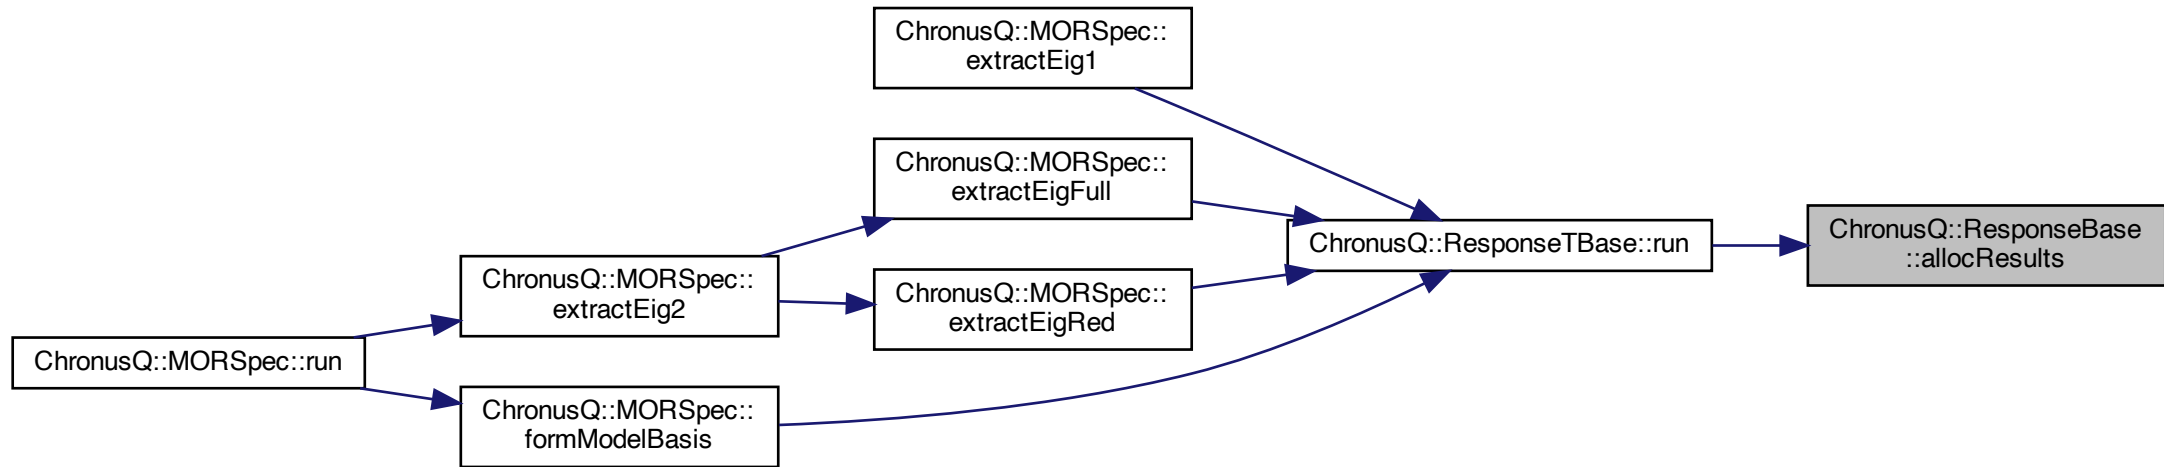 ChronusQ::MORSpec::run
ChronusQ::MORSpec::
extractEig2
ChronusQ::MORSpec::
formModelBasis
ChronusQ::MORSpec::
extractEig1
ChronusQ::MORSpec::
extractEigFull
ChronusQ::MORSpec::
extractEigRed
ChronusQ::ResponseTBase::run
ChronusQ::ResponseBase
::allocResults